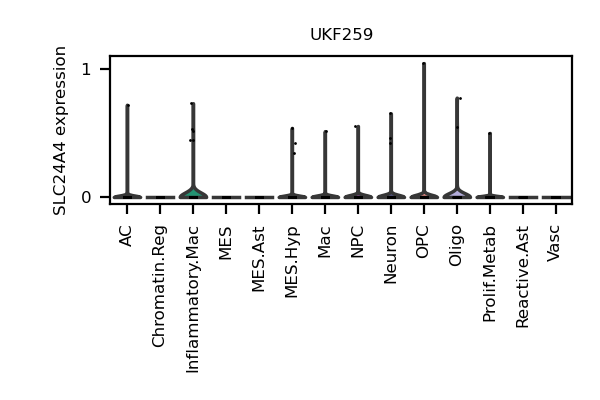 UKF259
SLC24A4 expression
1
0
AC
Chromatin.Reg
Inflammatory.Mac
MES
MES.Ast
MES.Hyp
Mac
NPC
Neuron
OPC
Oligo
Prolif.Metab
Reactive.Ast
Vasc